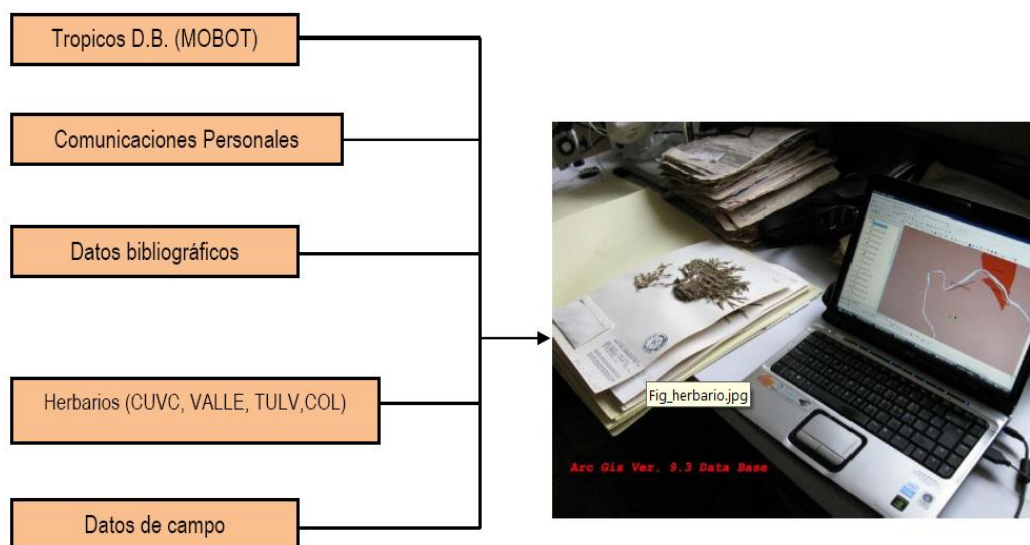 Tropicos D.B. (MOBOT)
Comunicaciones Personales
Datos bibliográficos
Herbarios (CUVC, VALLE, TULV,COL)
Datos de campo
Fig_herbario.jpg
Arc Gis Ver. 9.3 Data Base